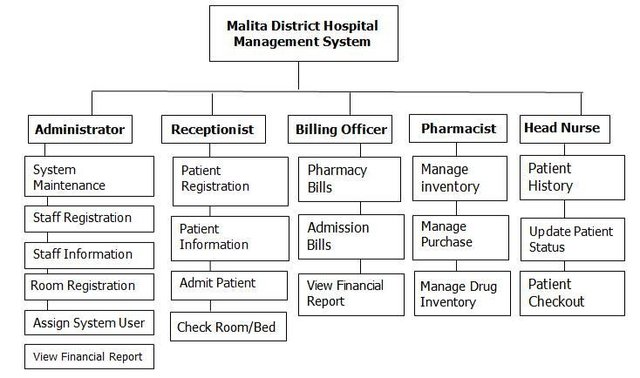 Malita District Hospital
Management System
Administrator
System
Maintenance
Staff Registration
Staff Information
Room Registration
Assign System User
View Financial Report
Receptionist
Patient
Registration
Patient
Information
Admit Patient
Check Room/Bed
Billing Officer
Pharmacy
Bills
Admission
Bills
View Financial
Report
Pharmacist
Manage
inventory
Manage
Purchase
Manage Drug
Inventory
Head Nurse
Patient
History
Update Patient
Status
Patient
Checkout